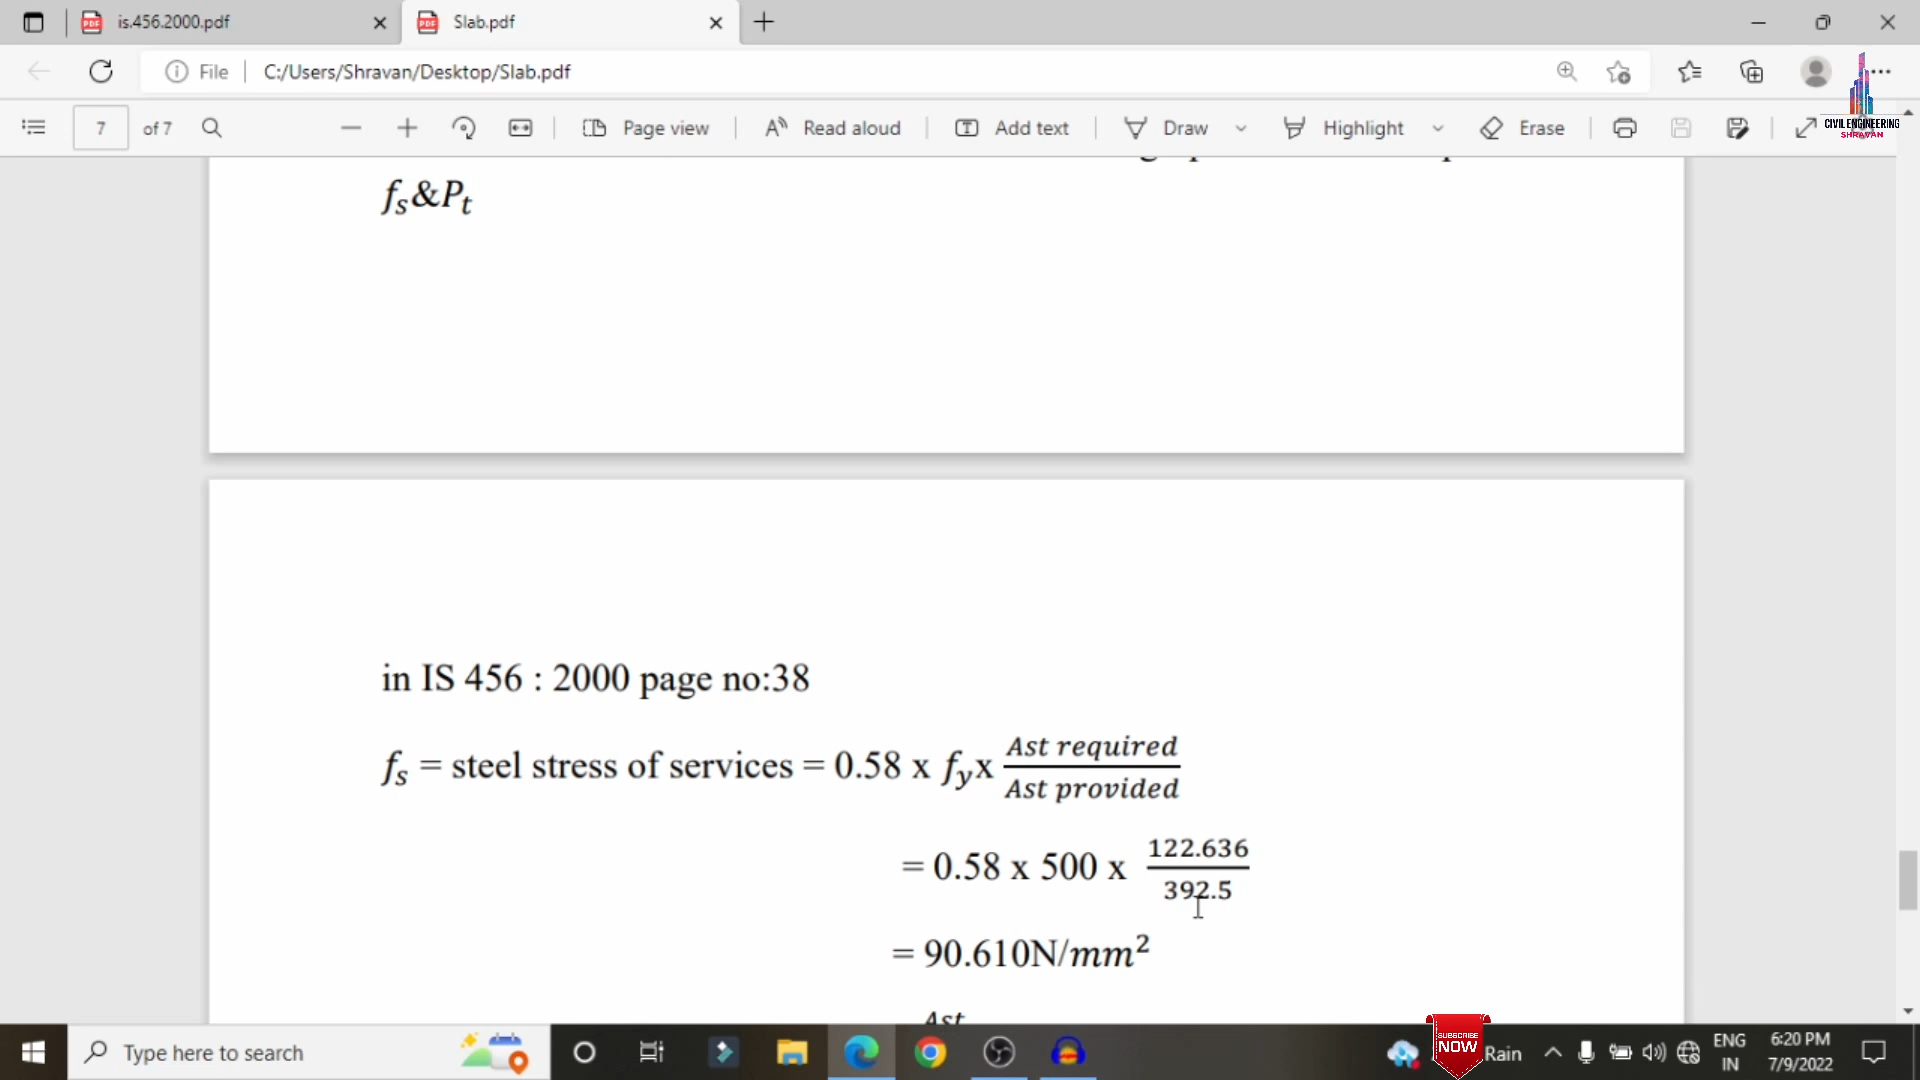 is.456.2000.pdf
Slab.pdf
File
C:/Users/Shravan/Desktop/Slab.pdf
7
of 7
Page view
Read aloud
Add text
Draw
Highlight
Erase
CIVIL ENGINEERING
SHRAVAN
fₛ&Pₜ
in IS 456 : 2000 page no:38
fₛ = steel stress of services = 0.58 x f_y x Ast required / Ast provided
= 0.58 x 500 x 122.636 / 392.5
= 90.610N/mm²
Ast
Type here to search
SUBSCRIBE
NOW
Rain
ENG
IN
6:20 PM
7/9/2022